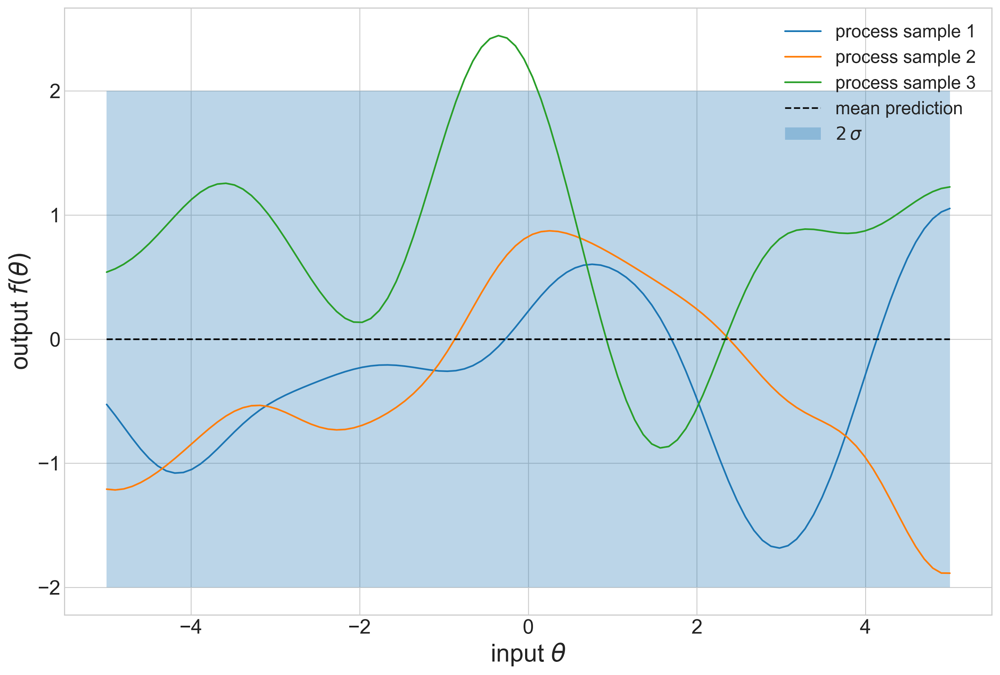 process sample 1
process sample 2
process sample 3
mean prediction
2 σ
output f(θ)
2
1
0
−1
−2
−4 −2 0 2 4
input θ